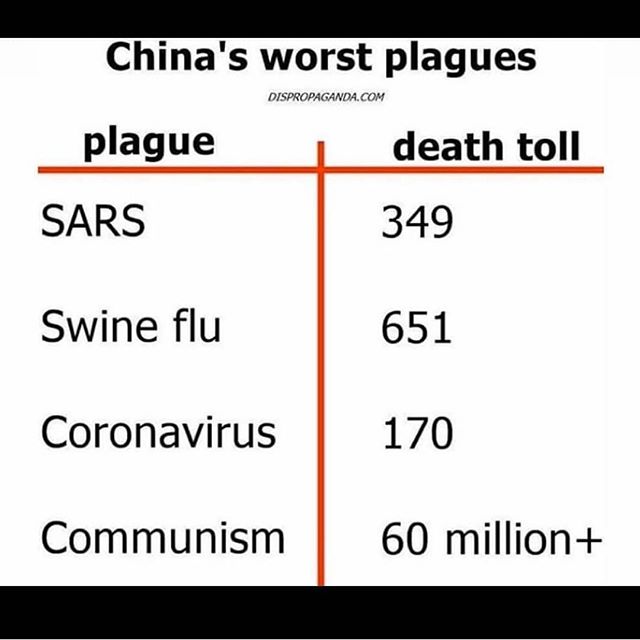 China's worst plagues
DISPROPAGANDA.COM
plague death toll
SARS 349
Swine flu 651
Coronavirus 170
Communism 60 million+